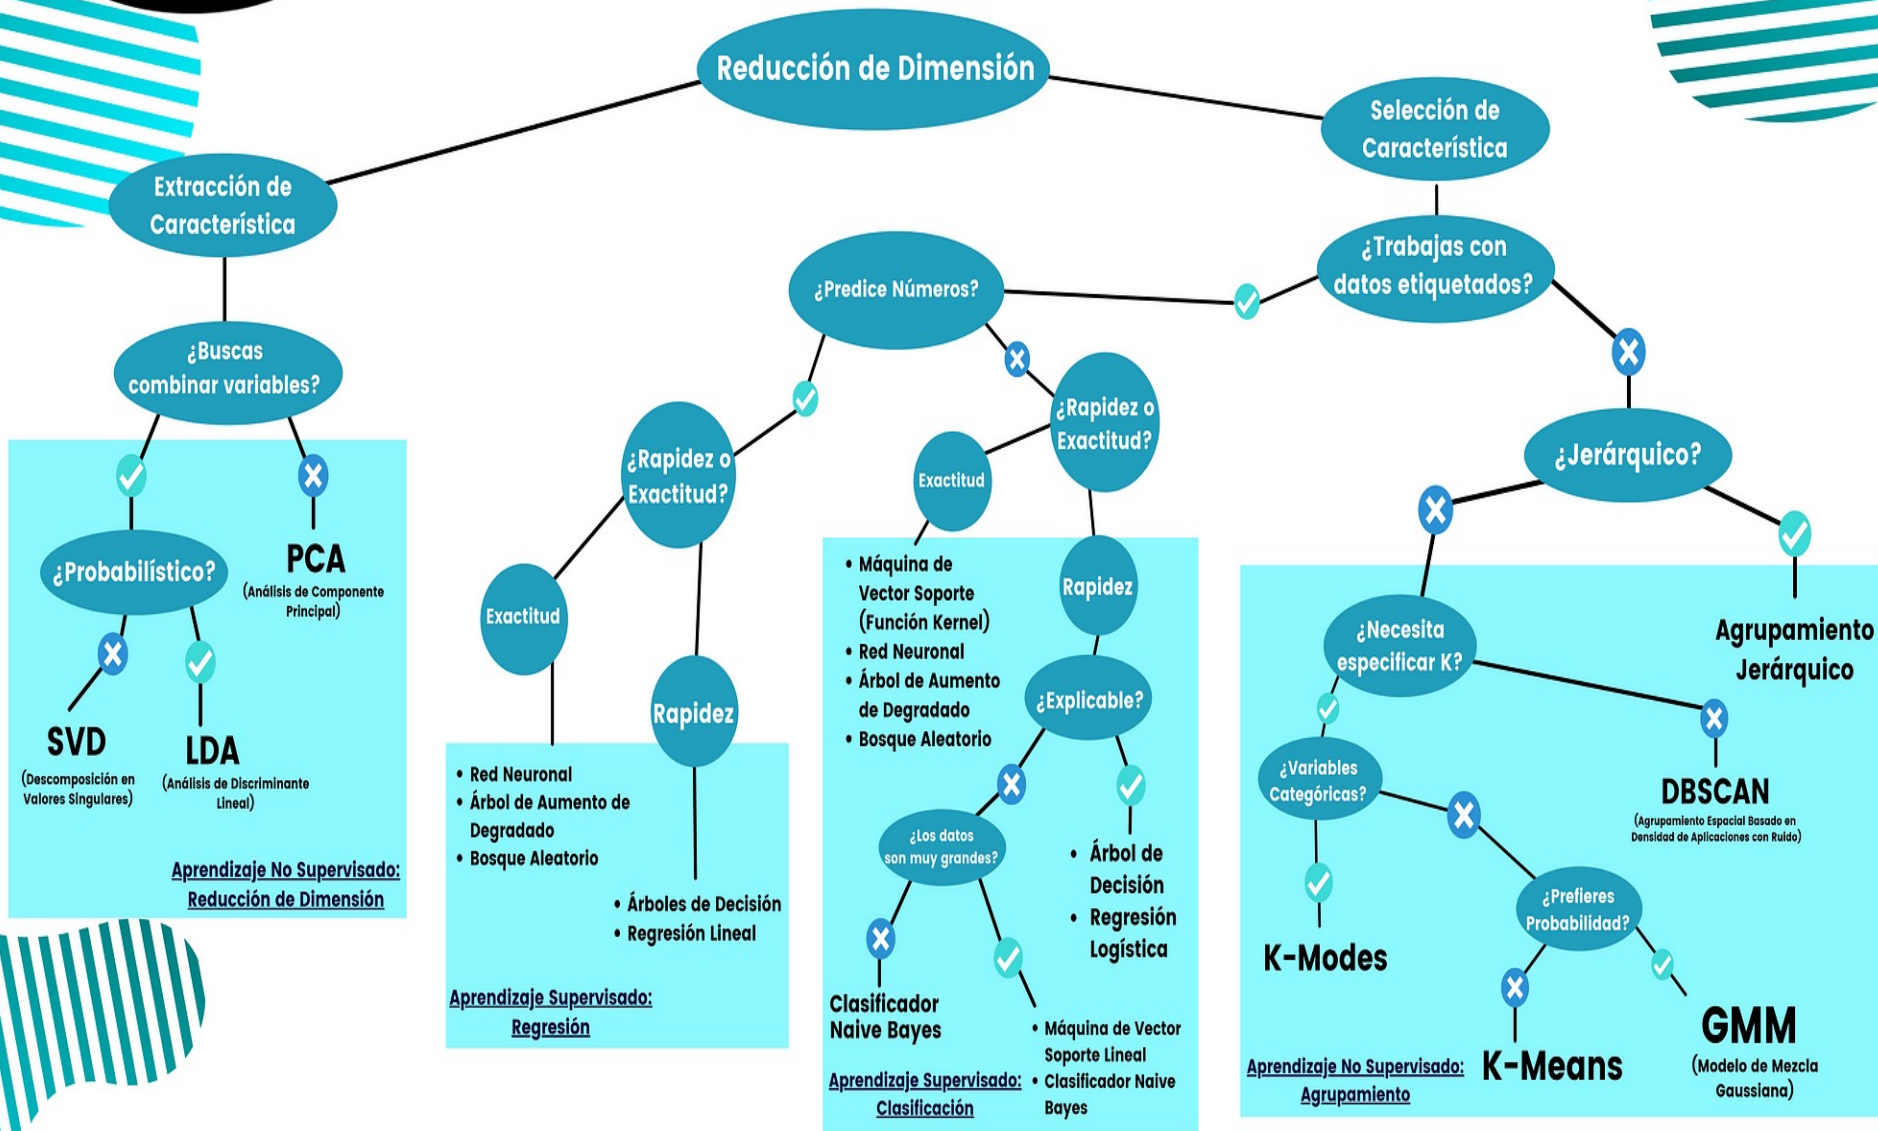 Reducción de Dimensión
Selección de
Característica
Extracción de
Característica
¿Trabajas con
datos etiquetados?
¿Predice Números?
¿Buscas
combinar variables?
¿Rapidez o
Exactitud?
¿Rapidez o
Exactitud?
¿Jerárquico?
Exactitud
¿Probabilístico?
PCA
(Análisis de Componente
Principal)
SVD
(Descomposición en
Valores Singulares)
LDA
(Análisis de Discriminante
Lineal)
Aprendizaje No Supervisado:
Reducción de Dimensión
Exactitud
Rapidez
• Red Neuronal
• Árbol de Aumento de
Degradado
• Bosque Aleatorio
• Árboles de Decisión
• Regresión Lineal
Aprendizaje Supervisado:
Regresión
• Máquina de
Vector Soporte
(Función Kernel)
• Red Neuronal
• Árbol de Aumento
de Degradado
• Bosque Aleatorio
Rapidez
¿Explicable?
¿Los datos
son muy grandes?
• Árbol de
Decisión
• Regresión
Logística
Clasificador
Naive Bayes
• Máquina de Vector
Soporte Lineal
• Clasificador Naive
Bayes
Aprendizaje Supervisado:
Clasificación
¿Necesita
especificar K?
Agrupamiento
Jerárquico
¿Variables
Categóricas?
DBSCAN
(Agrupamiento Espacial Basado en
Densidad de Aplicaciones con Ruido)
¿Prefieres
Probabilidad?
K-Modes
K-Means
GMM
(Modelo de Mezcla
Gaussiana)
Aprendizaje No Supervisado:
Agrupamiento